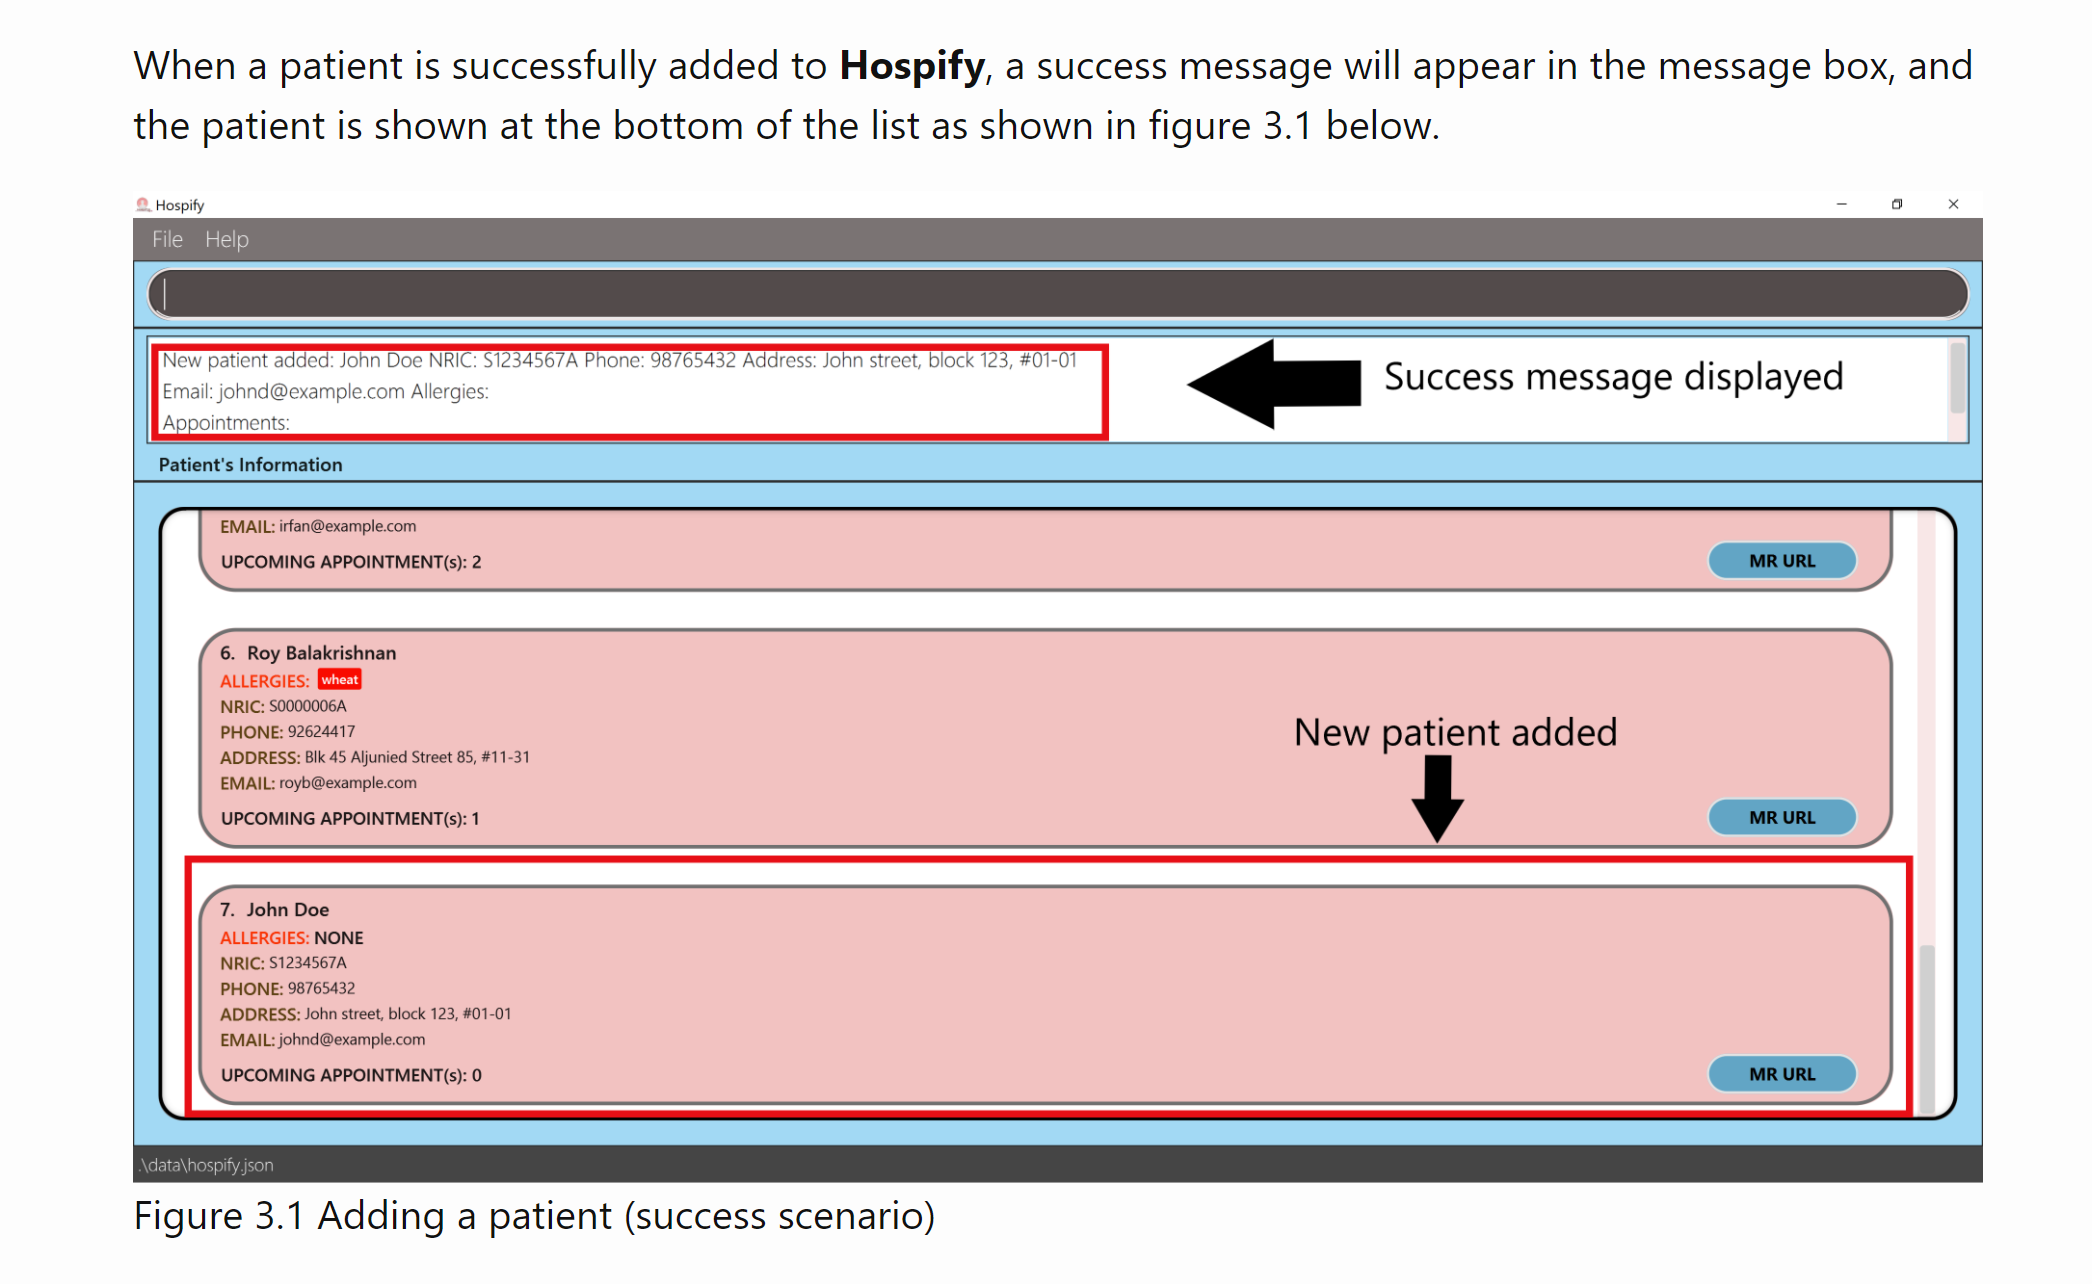 When a patient is successfully added to Hospify, a success message will appear in the message box, and
the patient is shown at the bottom of the list as shown in figure 3.1 below.
Hospify
File Help
New patient added: John Doe NRIC: S1234567A Phone: 98765432 Address: John street, block 123, #01-01
Email: johnd@example.com Allergies:
Appointments:
Success message displayed
Patient's Information
EMAIL: irfan@example.com
UPCOMING APPOINTMENT(s): 2
MR URL
6. Roy Balakrishnan
ALLERGIES: wheat
NRIC: S0000006A
PHONE: 92624417
ADDRESS: Blk 45 Aljunied Street 85, #11-31
EMAIL: royb@example.com
UPCOMING APPOINTMENT(s): 1
MR URL
New patient added
7. John Doe
ALLERGIES: NONE
NRIC: S1234567A
PHONE: 98765432
ADDRESS: John street, block 123, #01-01
EMAIL: johnd@example.com
UPCOMING APPOINTMENT(s): 0
MR URL
.\data\hospify.json
Figure 3.1 Adding a patient (success scenario)